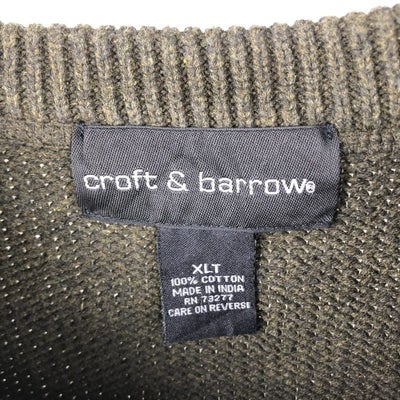 croft & barrow®
XLT
100% COTTON
MADE IN INDIA
RN 73277
CARE ON REVERSE